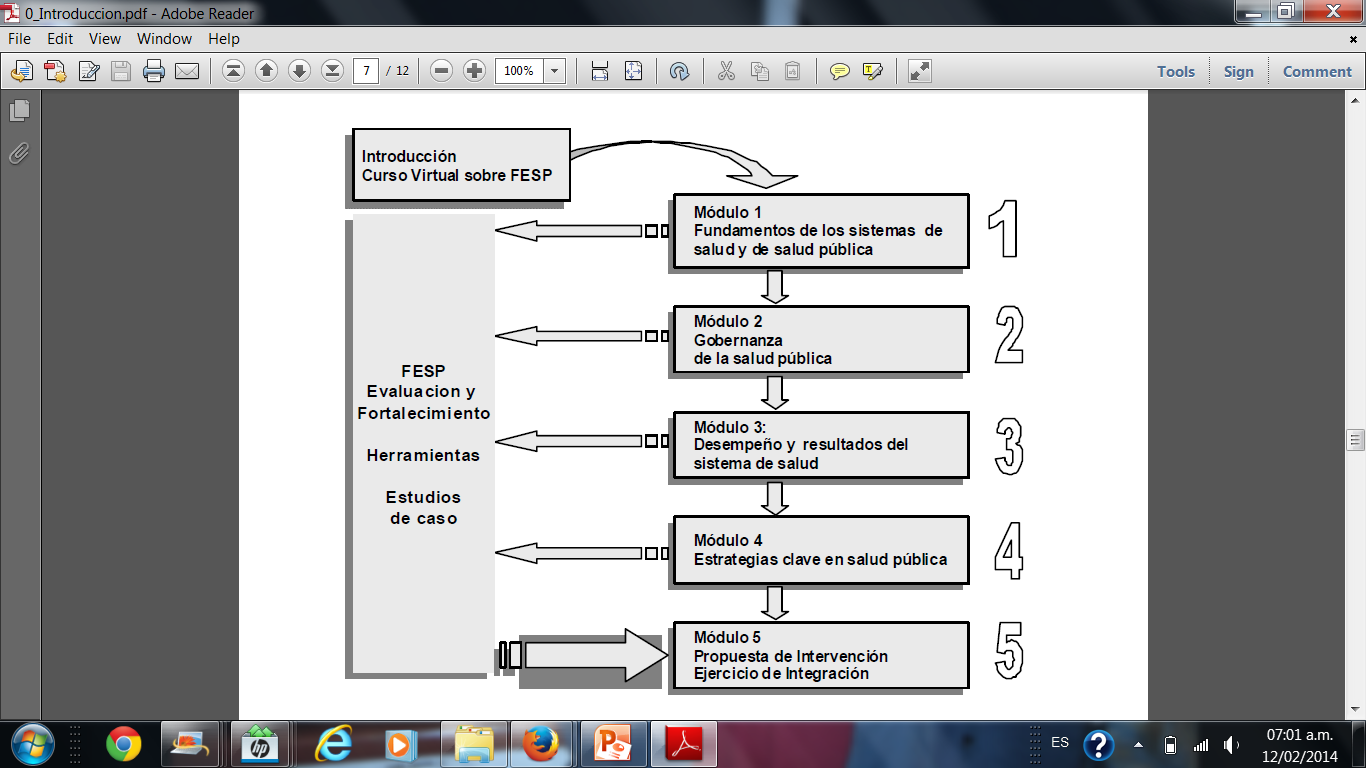 0_Introduccion.pdf - Adobe Reader
File Edit View Window Help
7 / 12 100% Tools Sign Comment
Introducción
Curso Virtual sobre FESP
Módulo 1
Fundamentos de los sistemas de
salud y de salud pública
1
Módulo 2
Gobernanza
de la salud pública
2
FESP
Evaluacion y
Fortalecimiento
Herramientas
Estudios
de caso
Módulo 3:
Desempeño y resultados del
sistema de salud
3
Módulo 4
Estrategias clave en salud pública
4
Módulo 5
Propuesta de Intervención
Ejercicio de Integración
5
hp
ES
07:01 a.m.
12/02/2014